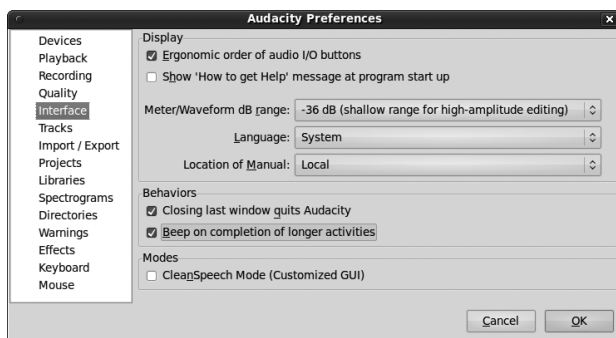 Audacity Preferences
Devices
Playback
Recording
Quality
Interface
Tracks
Import / Export
Projects
Libraries
Spectrograms
Directories
Warnings
Effects
Keyboard
Mouse
Display
Ergonomic order of audio I/O buttons
Show 'How to get Help' message at program start up
Meter/Waveform dB range: -36 dB (shallow range for high-amplitude editing)
Language: System
Location of Manual: Local
Behaviors
Closing last window quits Audacity
Beep on completion of longer activities
Modes
CleanSpeech Mode (Customized GUI)
Cancel OK